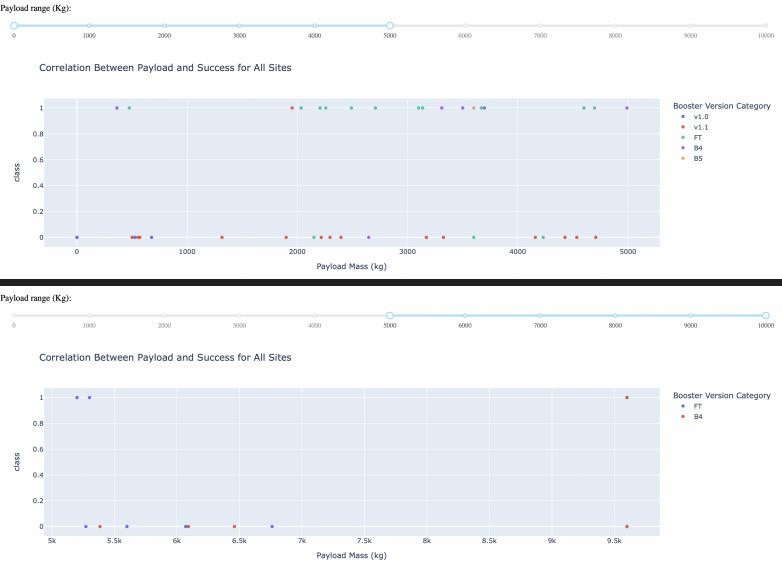 Payload range (Kg):
0 1000 2000 3000 4000 5000 6000 7000 8000 9000 10000
Correlation Between Payload and Success for All Sites
Booster Version Category
v1.0
v1.1
FT
B4
B5
1
0.8
0.6
0.4
0.2
0
class
0 1000 2000 3000 4000 5000
Payload Mass (kg)
Payload range (Kg):
0 1000 2000 3000 4000 5000 6000 7000 8000 9000 10000
Correlation Between Payload and Success for All Sites
Booster Version Category
FT
B4
1
0.8
0.6
0.4
0.2
0
class
5k 5.5k 6k 6.5k 7k 7.5k 8k 8.5k 9k 9.5k
Payload Mass (kg)